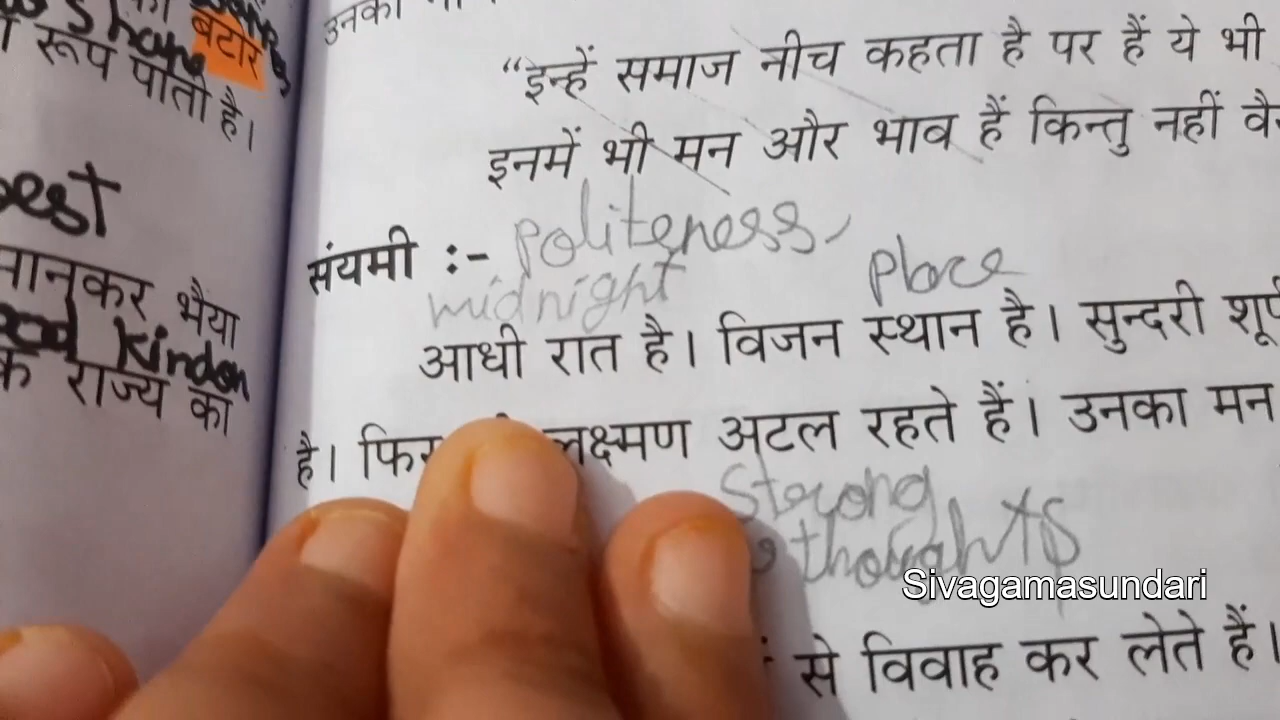 बटोर
रूप पाता है।
मानकर भैया
kindom
के राज्य का
उनका
“इन्हें समाज नीच कहता है पर हैं ये भी
इनमें भी मन और भाव हैं किन्तु नहीं
संयमी :- politeness
midnight place
आधी रात है। विजन स्थान है। सुन्दरी
है। फिर लक्ष्मण अटल रहते हैं। उनका मन
Strong
thoughts
से विवाह कर लेते हैं।
Sivagamasundari